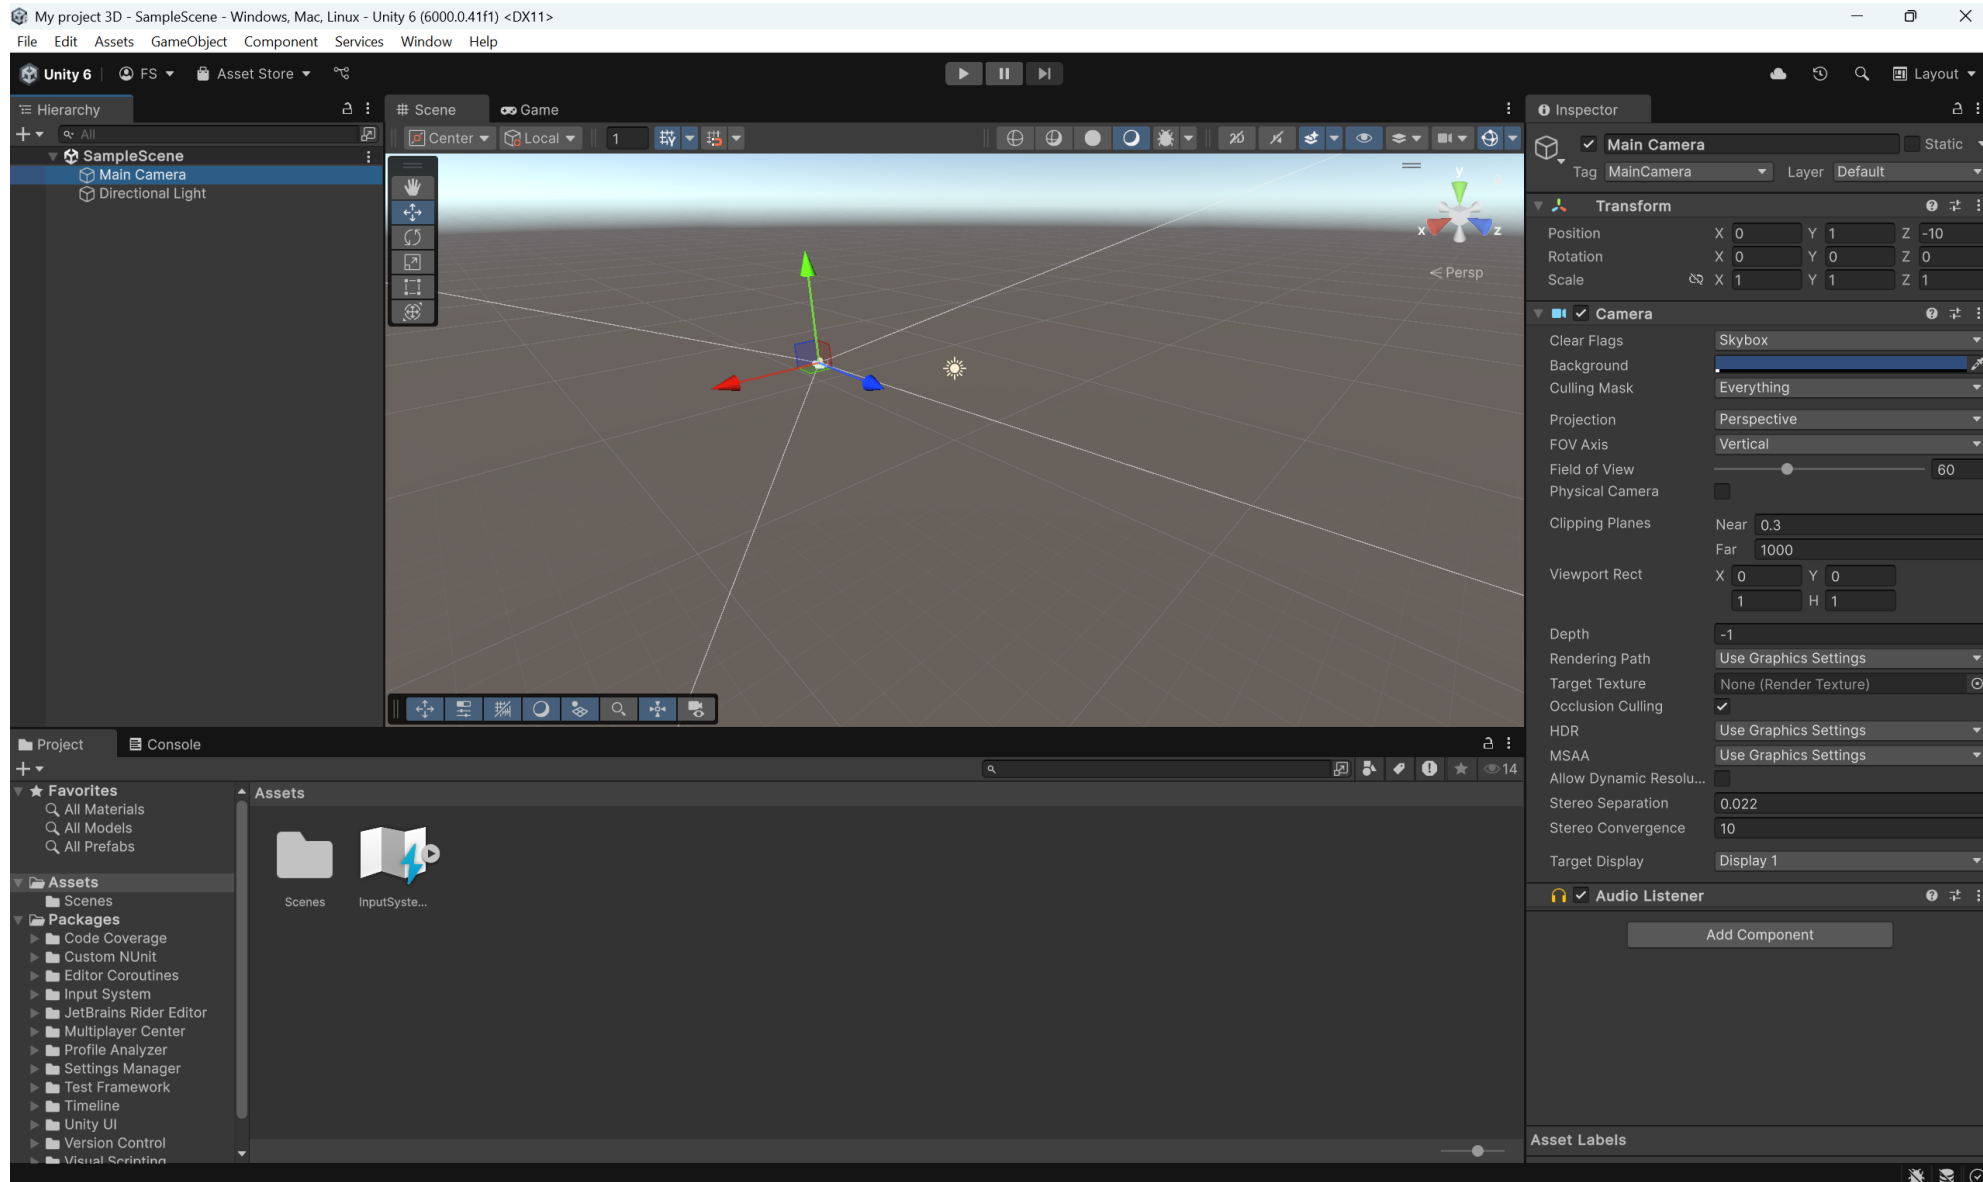 My project 3D - SampleScene - Windows, Mac, Linux - Unity 6 (6000.0.41f1) <DX11>
File Edit Assets GameObject Component Services Window Help
Unity 6 FS Asset Store Layout
Hierarchy
All
SampleScene
Main Camera
Directional Light
Scene Game
Center Local 1 2D
y
x z
Persp
Inspector
Main Camera Static
Tag MainCamera Layer Default
Transform
Position X 0 Y 1 Z -10
Rotation X 0 Y 0 Z 0
Scale X 1 Y 1 Z 1
Camera
Clear Flags Skybox
Background
Culling Mask Everything
Projection Perspective
FOV Axis Vertical
Field of View 60
Physical Camera
Clipping Planes Near 0.3
Far 1000
Viewport Rect X 0 Y 0
1 H 1
Depth -1
Rendering Path Use Graphics Settings
Target Texture None (Render Texture)
Occlusion Culling
HDR Use Graphics Settings
MSAA Use Graphics Settings
Allow Dynamic Resolu...
Stereo Separation 0.022
Stereo Convergence 10
Target Display Display 1
Audio Listener
Add Component
Asset Labels
Project Console
14
Favorites
All Materials
All Models
All Prefabs
Assets
Scenes
Packages
Code Coverage
Custom NUnit
Editor Coroutines
Input System
JetBrains Rider Editor
Multiplayer Center
Profile Analyzer
Settings Manager
Test Framework
Timeline
Unity UI
Version Control
Visual Scripting
Assets
Scenes InputSyste...